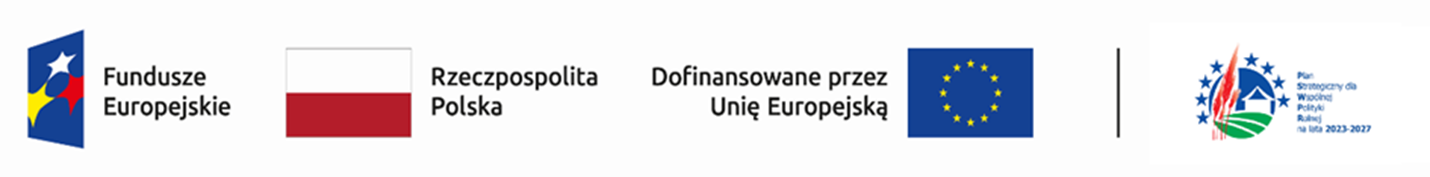 Fundusze
Europejskie
Rzeczpospolita
Polska
Dofinansowane przez
Unię Europejską
Plan
Strategiczny dla
Wspólnej
Polityki
Rolnej
na lata 2023-2027